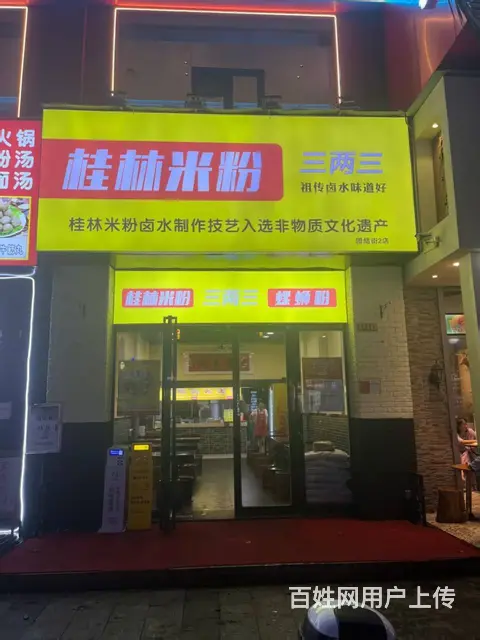 火锅
粉汤
面汤
桂林米粉
三两三
祖传卤水味道好
桂林米粉卤水制作技艺入选非物质文化遗产
桂林米粉
三两三
螺蛳粉
百姓网用户上传